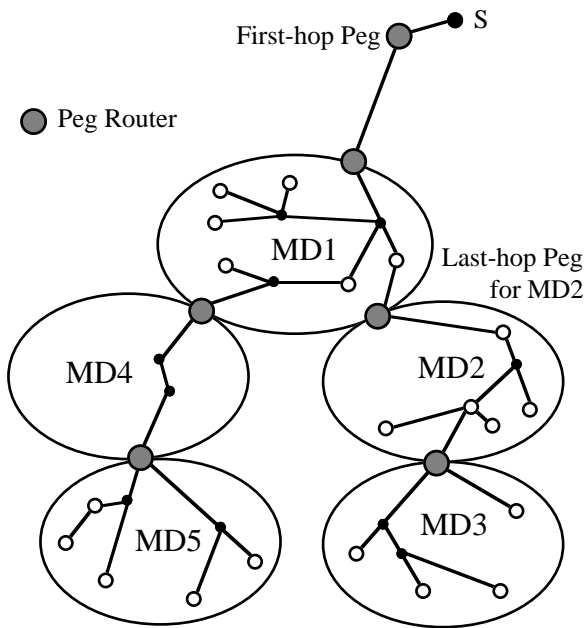 S
First-hop Peg
Peg Router
MD1
Last-hop Peg
for MD2
MD4
MD2
MD5
MD3